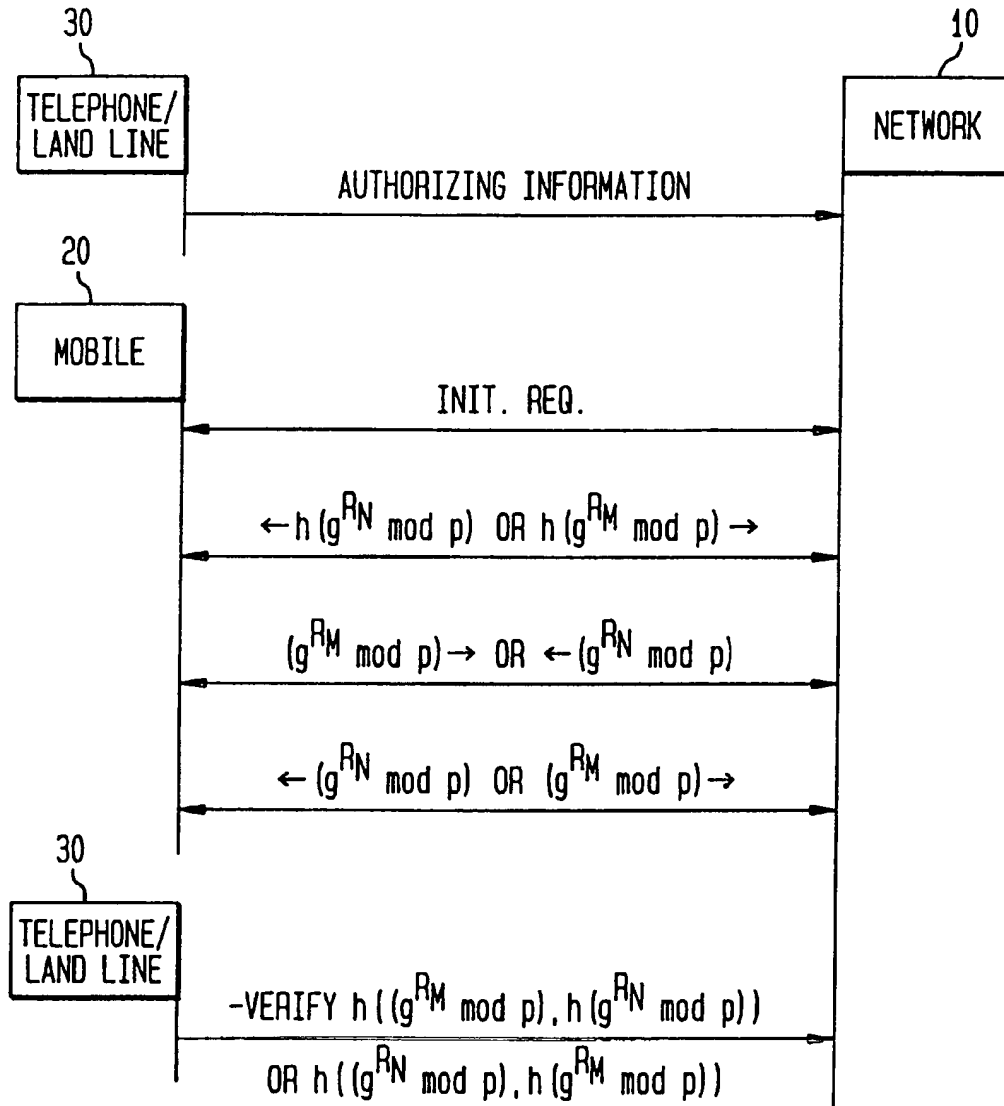 30
10
TELEPHONE/
LAND LINE
NETWORK
AUTHORIZING INFORMATION
20
MOBILE
INIT. REQ.
←h(g^RN mod p) OR h(g^RM mod p)→
(g^RM mod p)→ OR ←(g^RN mod p)
←(g^RN mod p) OR (g^RM mod p)→
30
TELEPHONE/
LAND LINE
-VERIFY h((g^RM mod p),h(g^RN mod p))
OR h((g^RN mod p),h(g^RM mod p))